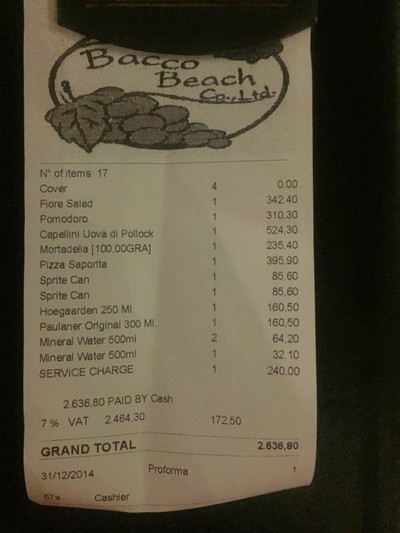 Bacco
Beach
Co., Ltd.
N° of items: 17
Cover 4 0,00
Fiore Salad 1 342,40
Pomodoro 1 310,30
Capellini Uova di Pollock 1 524,30
Mortadella [100,00GRA] 1 235,40
Pizza Saporita 1 395,90
Sprite Can 1 85,60
Sprite Can 1 85,60
Hoegaarden 250 Ml. 1 160,50
Paulaner Original 300 Ml. 1 160,50
Mineral Water 500ml 2 64,20
Mineral Water 500ml 1 32,10
SERVICE CHARGE 1 240,00
2.636,80 PAID BY Cash
7 % VAT 2.464,30 172,50
GRAND TOTAL 2.636,80
31/12/2014 Proforma 1
Cashier